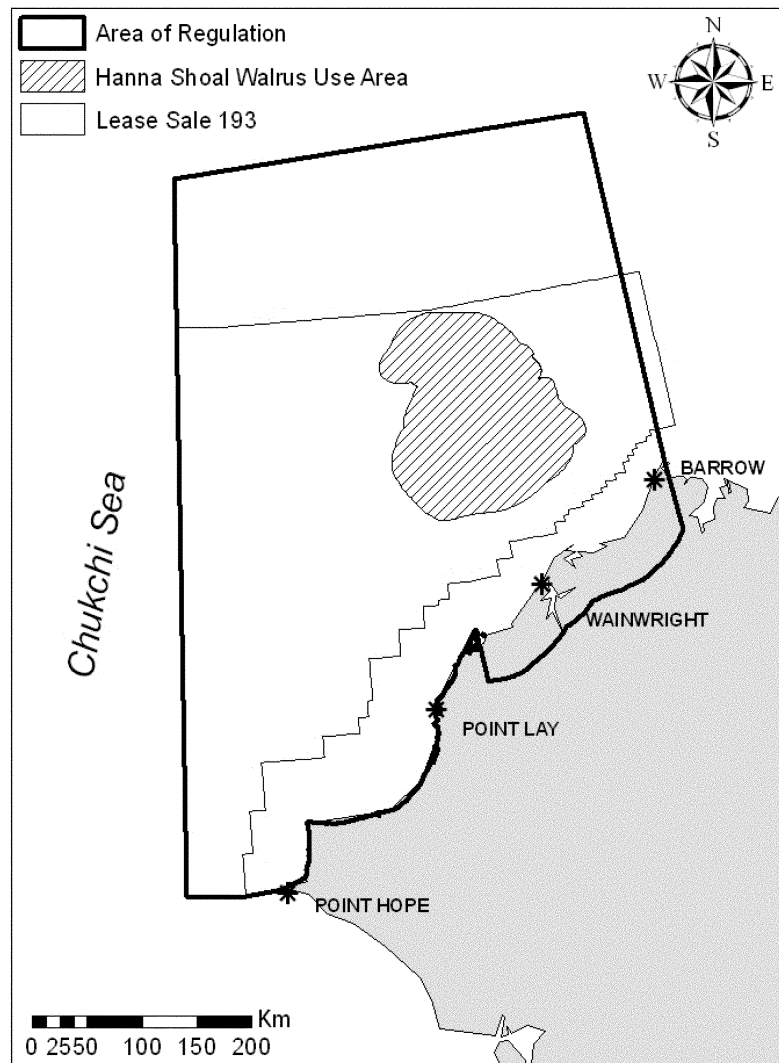 Area of Regulation
Hanna Shoal Walrus Use Area
Lease Sale 193
N
W E
S
Chukchi Sea
BARROW
WAINWRIGHT
POINT LAY
POINT HOPE
Km
0 2550 100 150 200